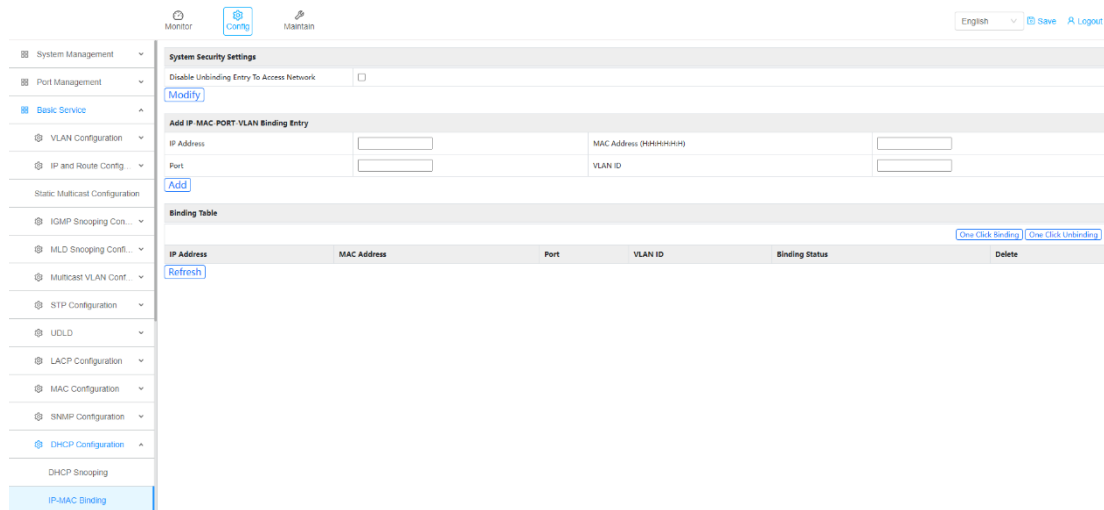 Monitor
Config
Maintain
English
Save
Logout
System Management
Port Management
Basic Service
VLAN Configuration
IP and Route Config...
Static Multicast Configuration
IGMP Snooping Con...
MLD Snooping Confi...
Multicast VLAN Conf...
STP Configuration
UDLD
LACP Configuration
MAC Configuration
SNMP Configuration
DHCP Configuration
DHCP Snooping
IP-MAC Binding
System Security Settings
Disable Unbinding Entry To Access Network
Modify
Add IP-MAC-PORT-VLAN Binding Entry
IP Address
MAC Address (H:H:H:H:H:H)
Port
VLAN ID
Add
Binding Table
One Click Binding
One Click Unbinding
IP Address MAC Address Port VLAN ID Binding Status Delete
Refresh